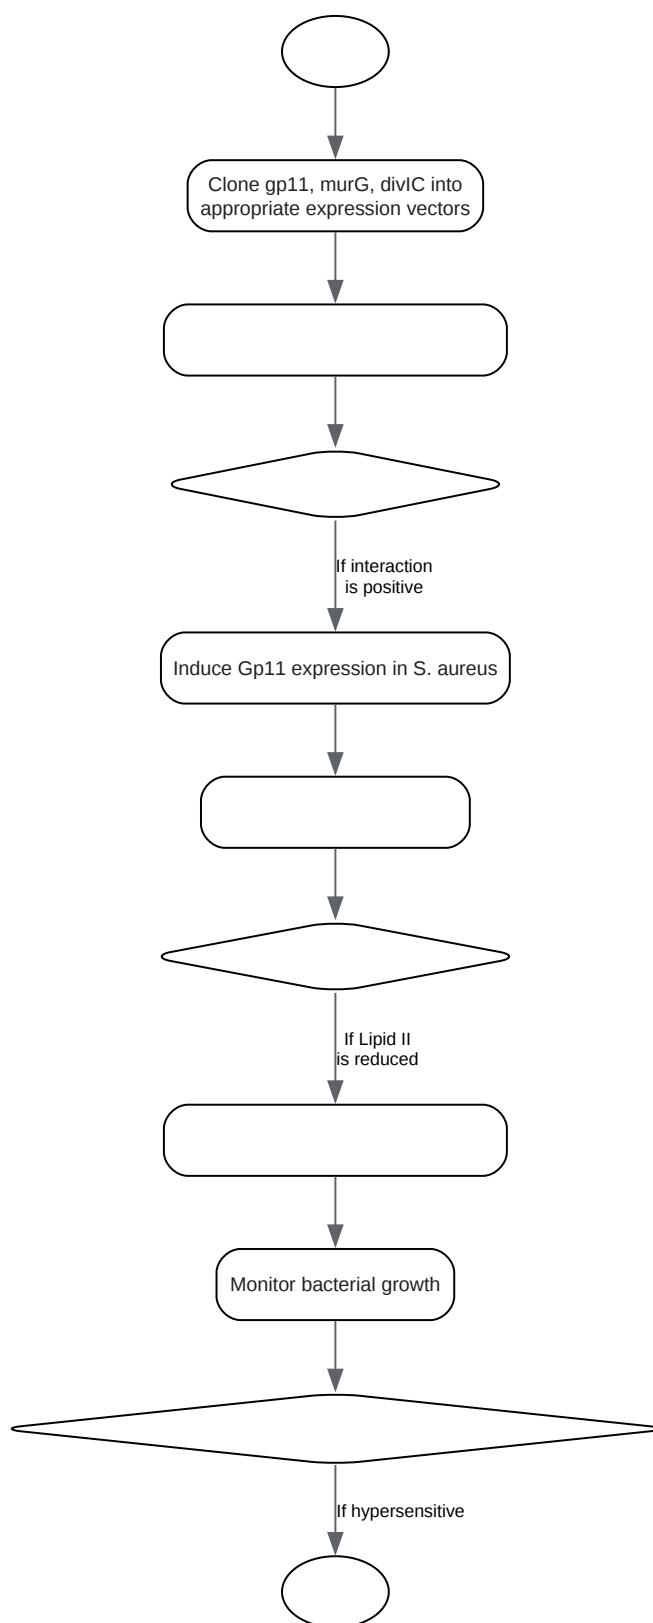 Clone gp11, murG, divIC into
appropriate expression vectors
If interaction
is positive
Induce Gp11 expression in S. aureus
If Lipid II
is reduced
Monitor bacterial growth
If hypersensitive